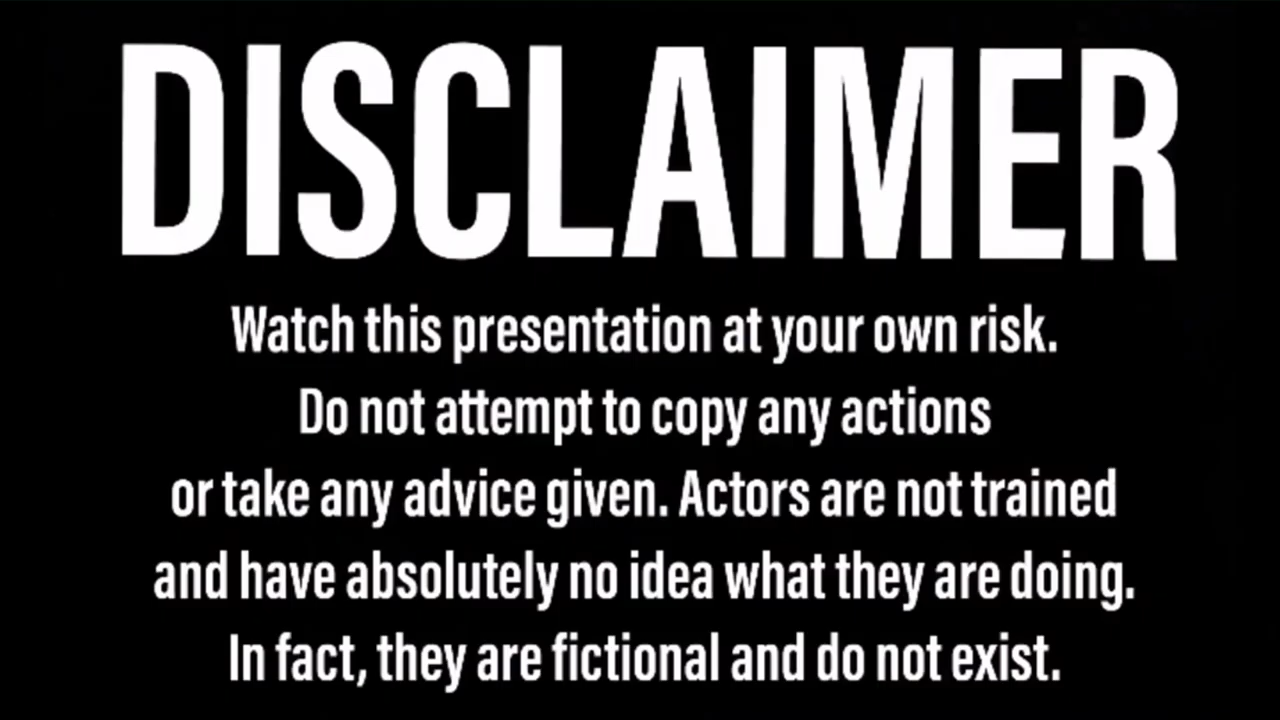 DISCLAIMER
Watch this presentation at your own risk.
Do not attempt to copy any actions
or take any advice given. Actors are not trained
and have absolutely no idea what they are doing.
In fact, they are fictional and do not exist.